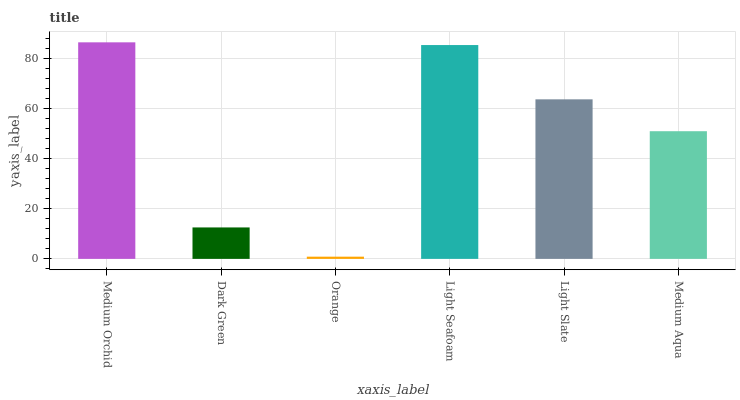 title
yaxis_label
80
60
40
20
0
Medium Orchid
Dark Green
Orange
Light Seafoam
Light Slate
Medium Aqua
xaxis_label